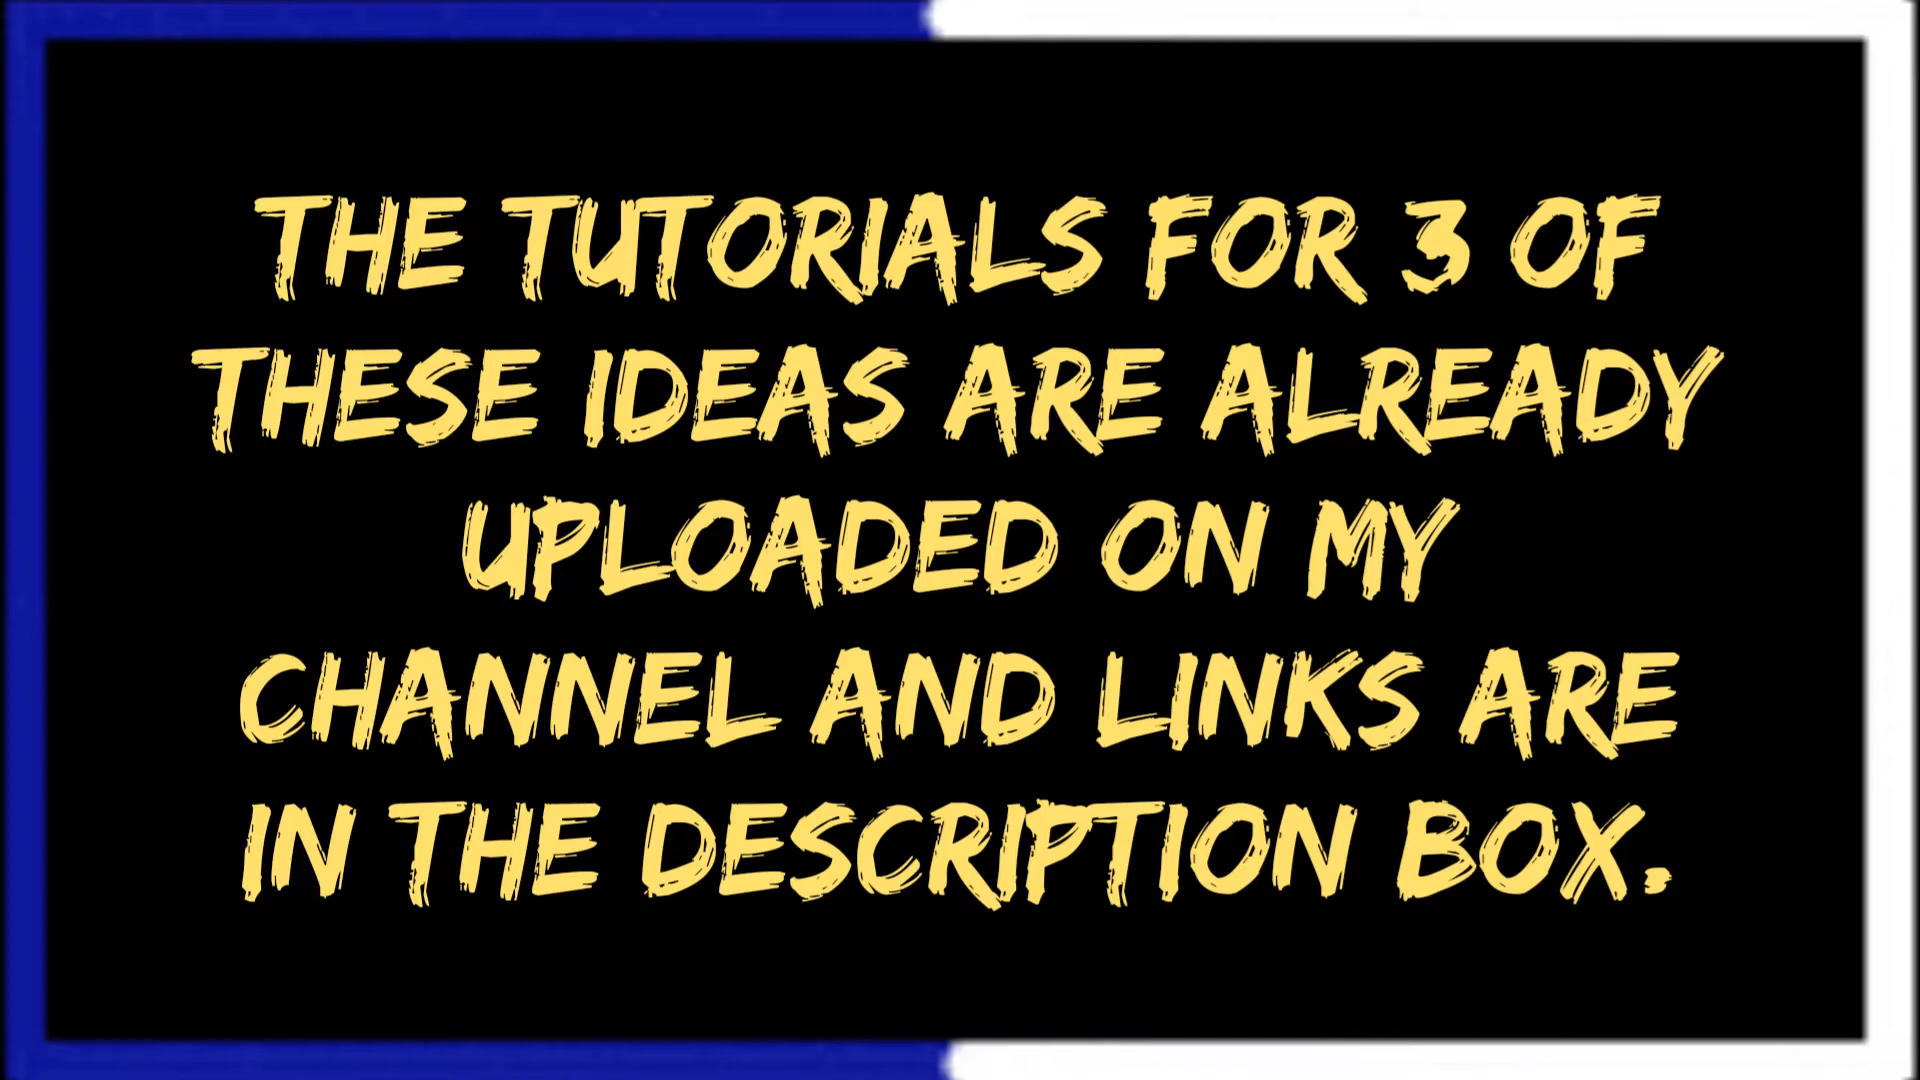 THE TUTORIALS FOR 3 OF
THESE IDEAS ARE ALREADY
UPLOADED ON MY
CHANNEL AND LINKS ARE
IN THE DESCRIPTION BOX.